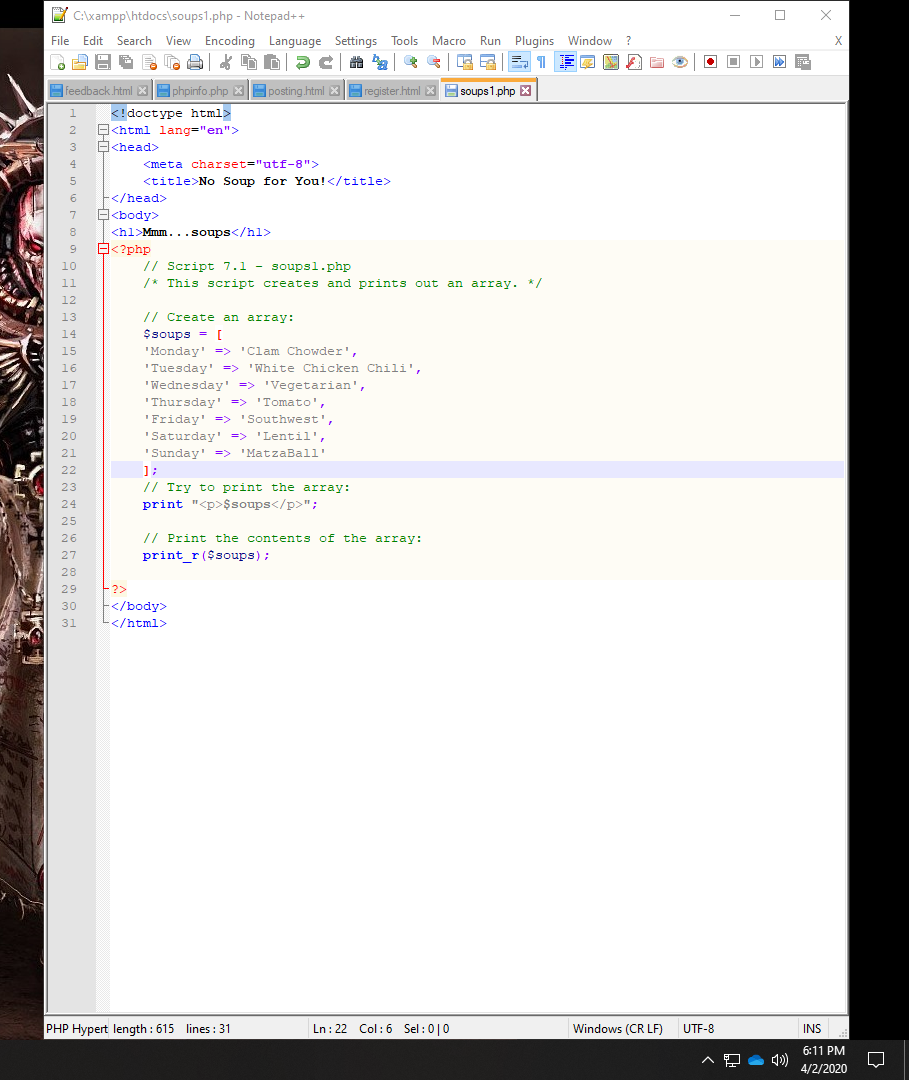 C:\xampp\htdocs\soups1.php - Notepad++
File Edit Search View Encoding Language Settings Tools Macro Run Plugins Window ? X
feedback.html phpinfo.php posting.html register.html soups1.php
1 <!doctype html>
2 <html lang="en">
3 <head>
4 <meta charset="utf-8">
5 <title>No Soup for You!</title>
6 </head>
7 <body>
8 <h1>Mmm...soups</h1>
9 <?php
10 // Script 7.1 - soups1.php
11 /* This script creates and prints out an array. */
12
13 // Create an array:
14 $soups = [
15 'Monday' => 'Clam Chowder',
16 'Tuesday' => 'White Chicken Chili',
17 'Wednesday' => 'Vegetarian',
18 'Thursday' => 'Tomato',
19 'Friday' => 'Southwest',
20 'Saturday' => 'Lentil',
21 'Sunday' => 'MatzaBall'
22 ];
23 // Try to print the array:
24 print "<p>$soups</p>";
25
26 // Print the contents of the array:
27 print_r($soups);
28
29 ?>
30 </body>
31 </html>
PHP Hypert length : 615 lines : 31 Ln : 22 Col : 6 Sel : 0 | 0 Windows (CR LF) UTF-8 INS
6:11 PM
4/2/2020